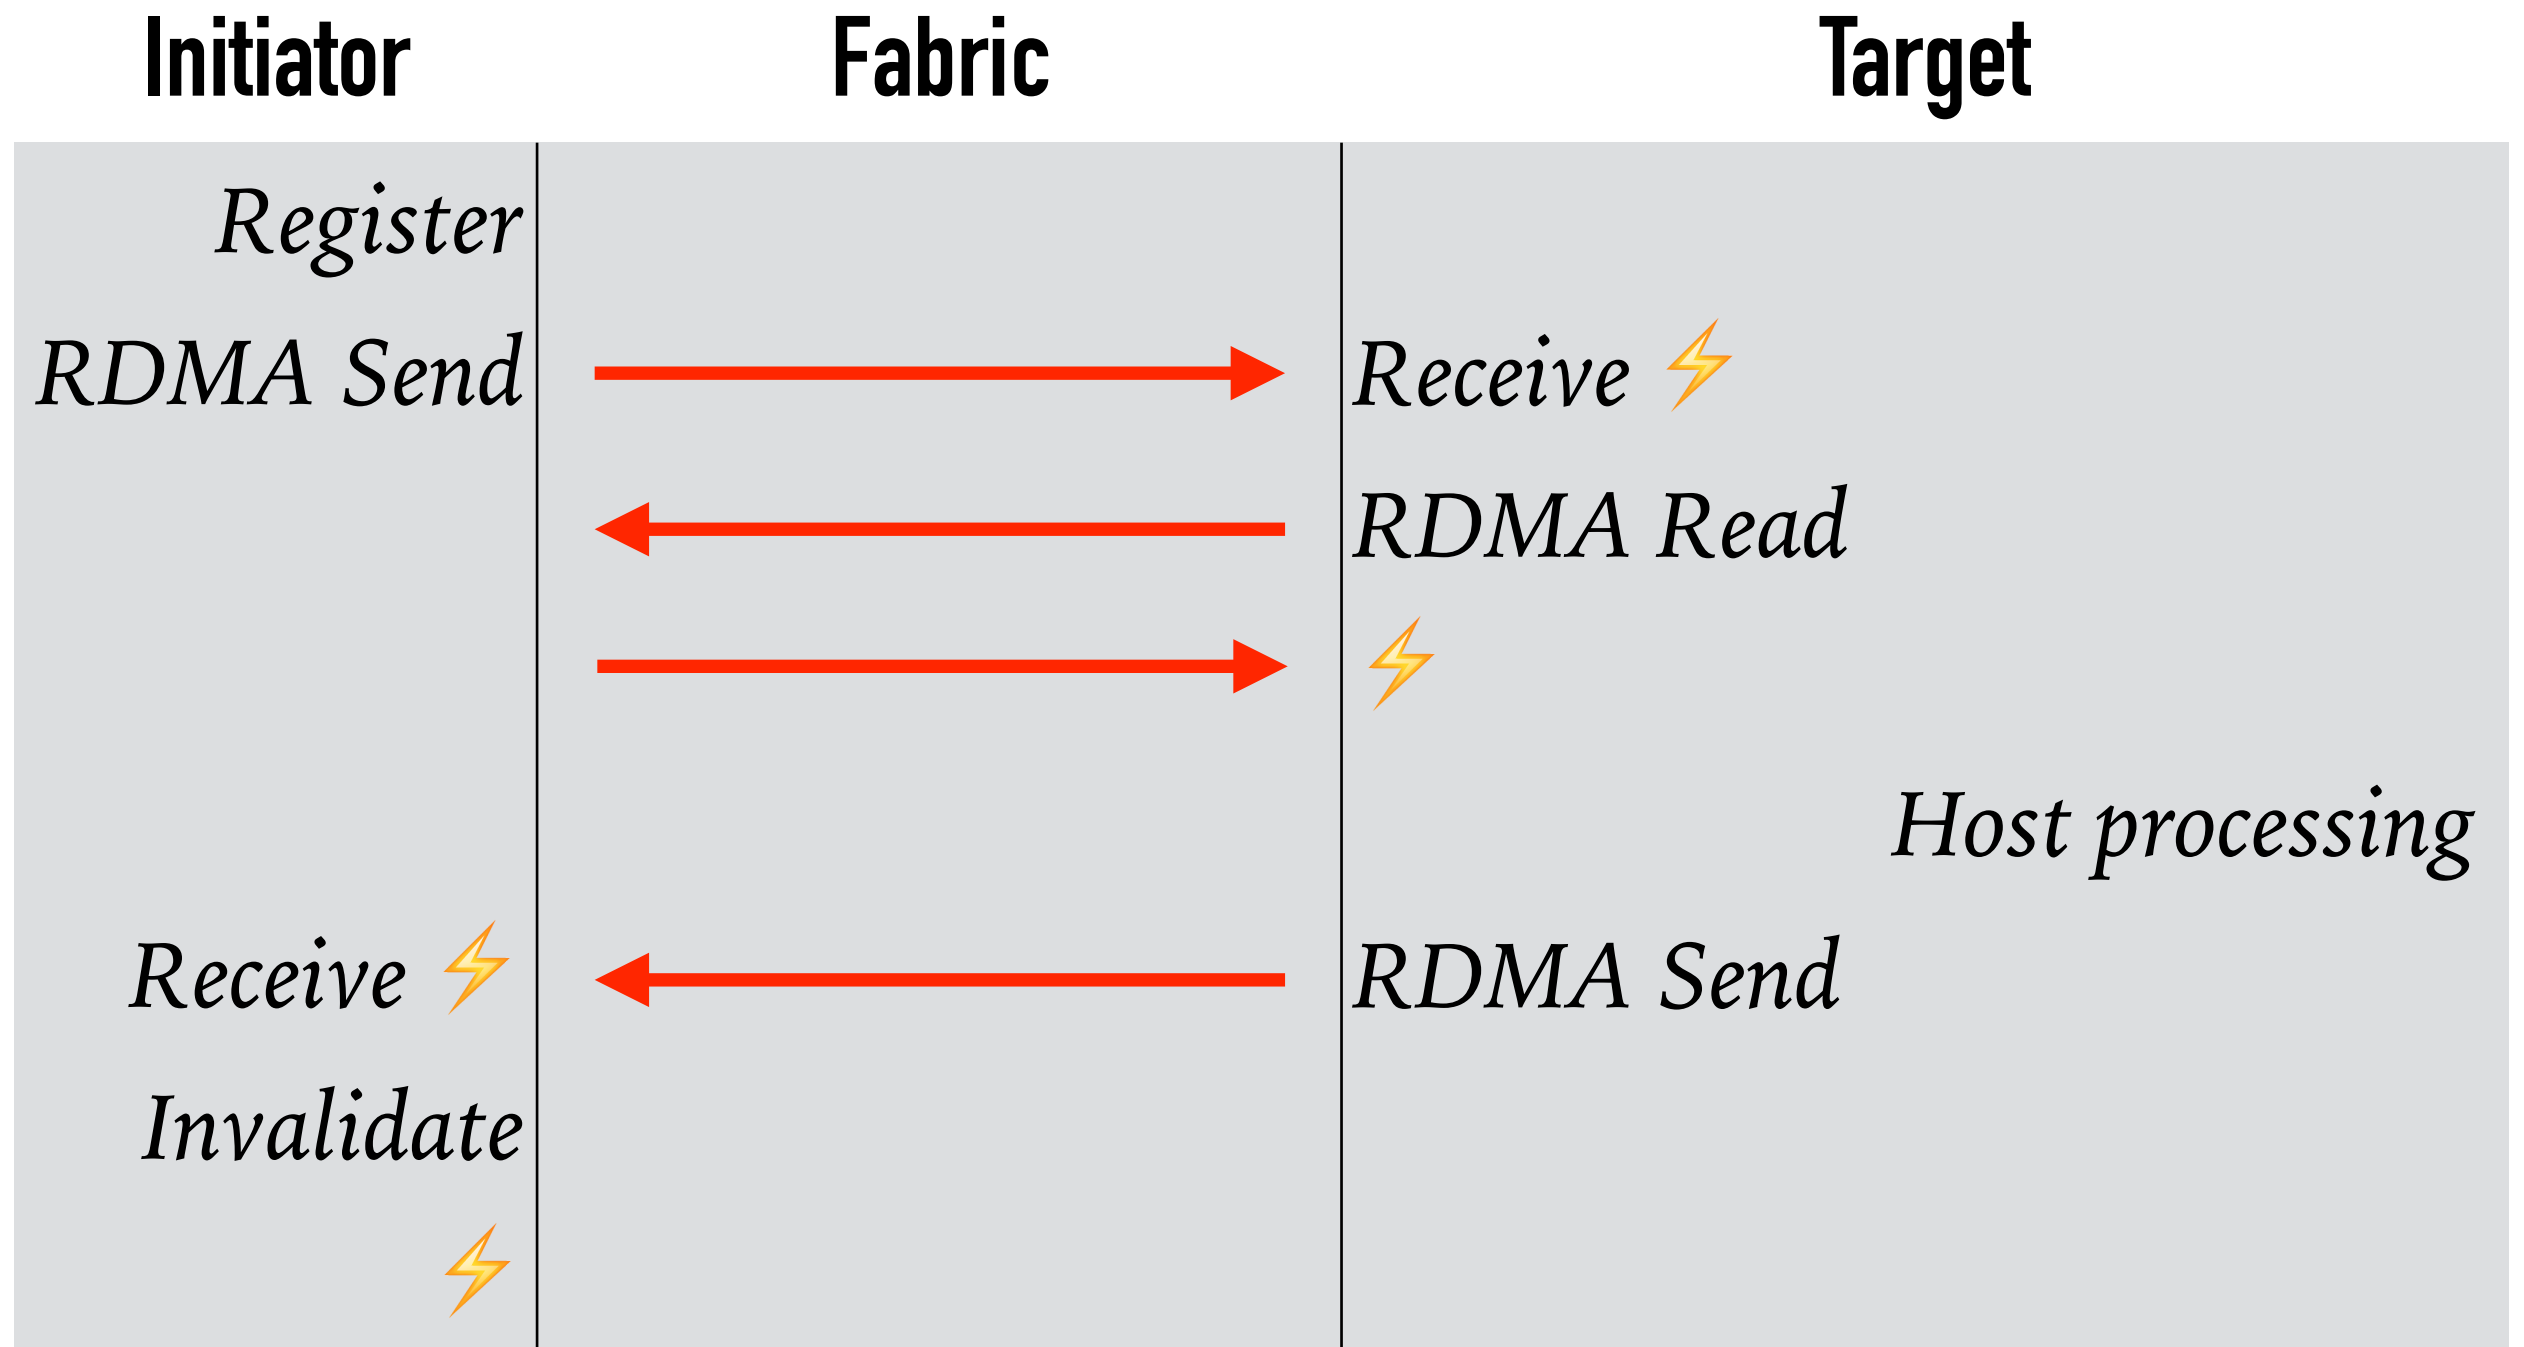 Initiator Fabric Target
Register
RDMA Send Receive ⚡
RDMA Read
⚡
Host processing
Receive ⚡ RDMA Send
Invalidate
⚡